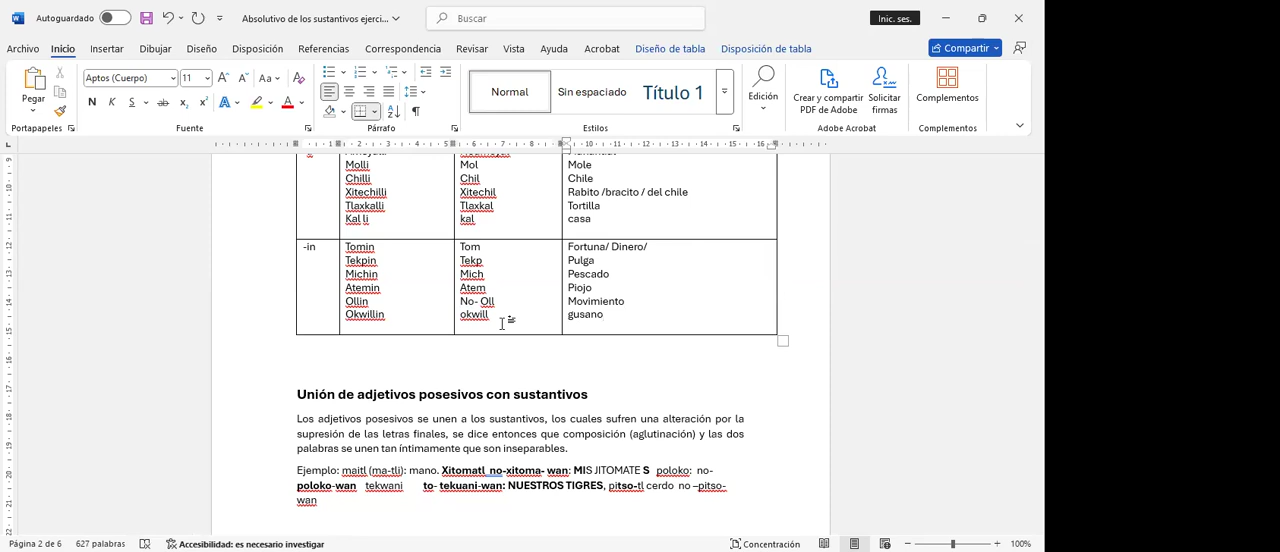 Autoguardado
Absolutivo de los sustantivos ejerci...
Buscar
Inic. ses.
Archivo Inicio Insertar Dibujar Diseño Disposición Referencias Correspondencia Revisar Vista Ayuda Acrobat Diseño de tabla Disposición de tabla
Compartir
Pegar
Aptos (Cuerpo) 11
Normal
Sin espaciado
Título 1
Edición
Crear y compartir PDF de Adobe
Solicitar firmas
Complementos
Portapapeles Fuente Párrafo Estilos Adobe Acrobat Complementos
Molli Mol Mole
Chilli Chil Chile
Xitechilli Xitechil Rabito /bracito / del chile
Tlaxkalli Tlaxkal Tortilla
Kal li kal casa
-in Tomin Tom Fortuna/ Dinero/
Tekpin Tekp Pulga
Michin Mich Pescado
Atemin Atem Piojo
Ollin No- Oll Movimiento
Okwillin okwill gusano
Unión de adjetivos posesivos con sustantivos
Los adjetivos posesivos se unen a los sustantivos, los cuales sufren una alteración por la
supresión de las letras finales, se dice entonces que composición (aglutinación) y las dos
palabras se unen tan íntimamente que son inseparables.
Ejemplo: maitl (ma-tli): mano. Xitomatl no-xitoma- wan: MIS JITOMATE S poloko: no-
poloko-wan tekwani to- tekuani-wan: NUESTROS TIGRES, pitso-tl cerdo no –pitso-
wan
Página 2 de 6 627 palabras Accesibilidad: es necesario investigar Concentración 100%